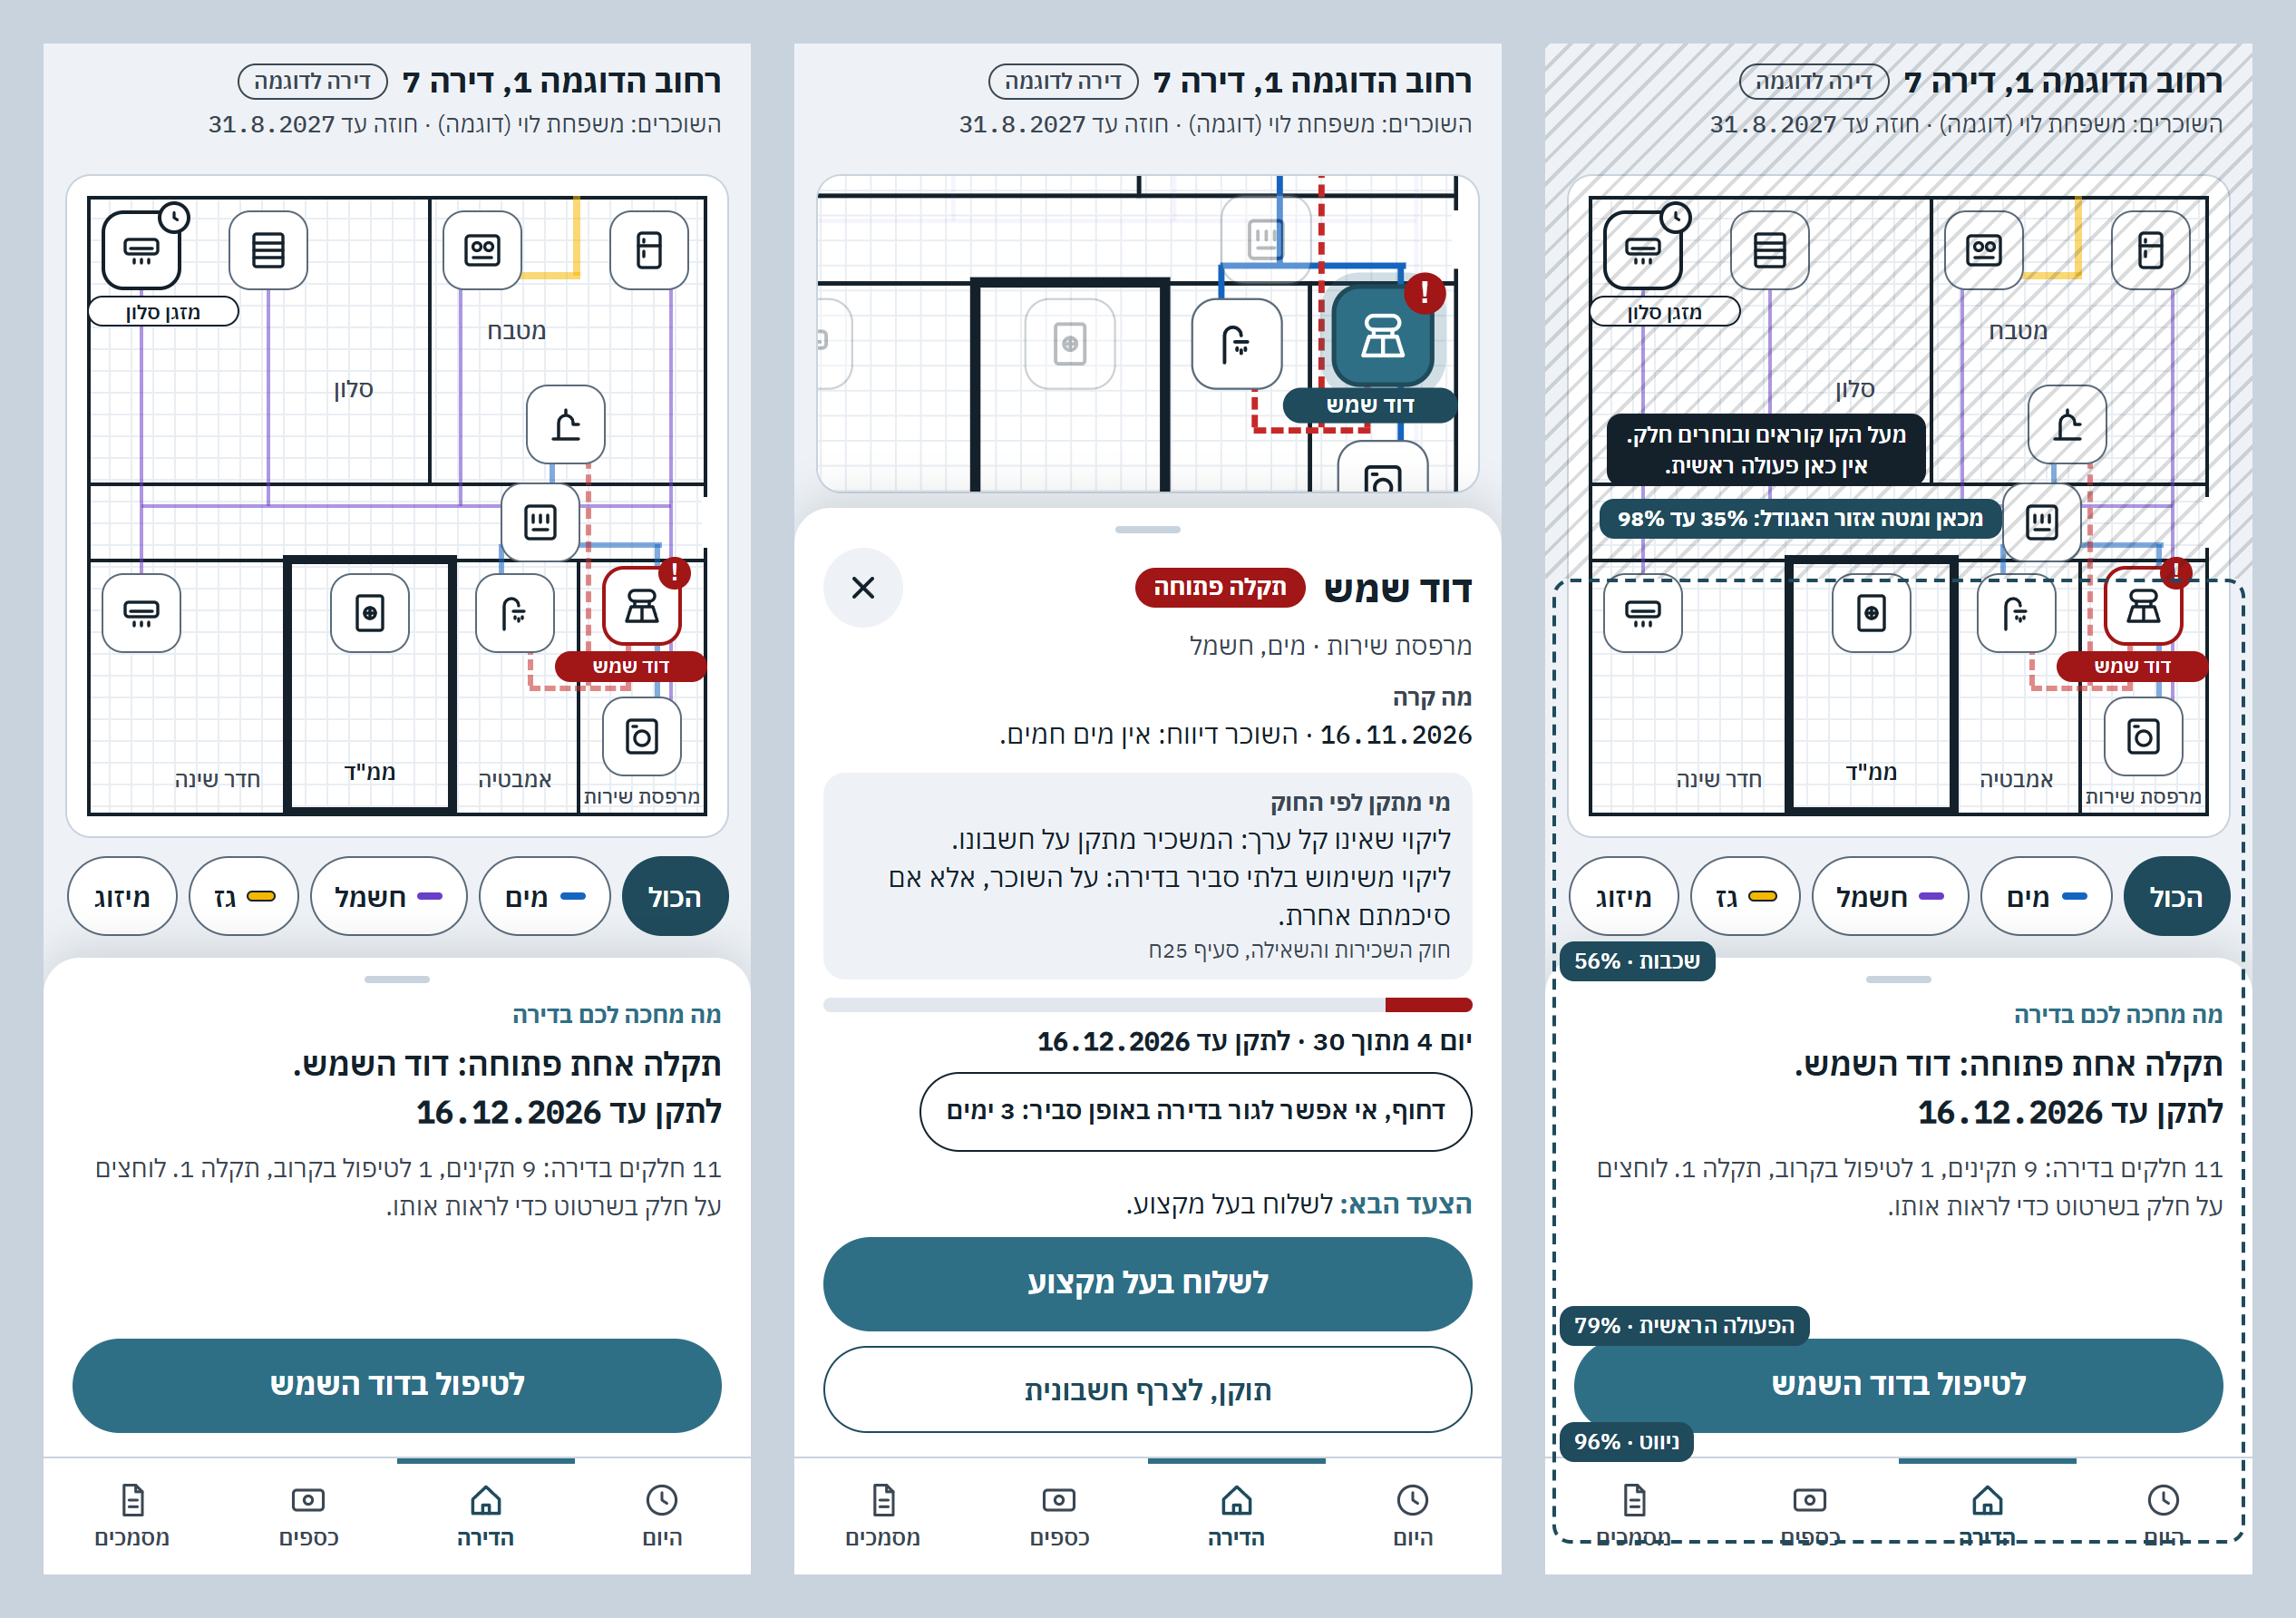 רחוב הדוגמה 1, דירה 7
דירה לדוגמה
השוכרים: משפחת לוי (דוגמה) · חוזה עד 31.8.2027
מזגן סלון
מטבח
סלון
דוד שמש
חדר שינה
ממ"ד
אמבטיה
מרפסת שירות
הכול
מים
חשמל
גז
מיזוג
מה מחכה לכם בדירה
תקלה אחת פתוחה: דוד השמש.
לתקן עד 16.12.2026
11 חלקים בדירה: 9 תקינים, 1 לטיפול בקרוב, תקלה 1. לוחצים
על חלק בשרטוט כדי לראות אותו.
לטיפול בדוד השמש
היום
הדירה
כספים
מסמכים
רחוב הדוגמה 1, דירה 7
דירה לדוגמה
השוכרים: משפחת לוי (דוגמה) · חוזה עד 31.8.2027
!
דוד שמש
דוד שמש
תקלה פתוחה
מרפסת שירות · מים, חשמל
מה קרה
16.11.2026 · השוכר דיווח: אין מים חמים.
מי מתקן לפי החוק
ליקוי שאינו קל ערך: המשכיר מתקן על חשבונו.
ליקוי משימוש בלתי סביר בדירה: על השוכר, אלא אם
סיכמתם אחרת.
חוק השכירות והשאילה, סעיף 25ח
יום 4 מתוך 30 · לתקן עד 16.12.2026
דחוף, אי אפשר לגור בדירה באופן סביר: 3 ימים
הצעד הבא: לשלוח בעל מקצוע.
לשלוח בעל מקצוע
תוקן, לצרף חשבונית
היום
הדירה
כספים
מסמכים
רחוב הדוגמה 1, דירה 7
דירה לדוגמה
השוכרים: משפחת לוי (דוגמה) · חוזה עד 31.8.2027
מזגן סלון
מטבח
סלון
מעל הקו קוראים ובוחרים חלק.
אין כאן פעולה ראשית.
מכאן ומטה אזור האגודל: 35% עד 98%
דוד שמש
חדר שינה
ממ"ד
אמבטיה
מרפסת שירות
הכול
מים
חשמל
גז
מיזוג
שכבות · 56%
מה מחכה לכם בדירה
תקלה אחת פתוחה: דוד השמש.
לתקן עד 16.12.2026
11 חלקים בדירה: 9 תקינים, 1 לטיפול בקרוב, תקלה 1. לוחצים
על חלק בשרטוט כדי לראות אותו.
הפעולה הראשית · 79%
לטיפול בדוד השמש
ניווט · 96%
היום
הדירה
כספים
מסמכים